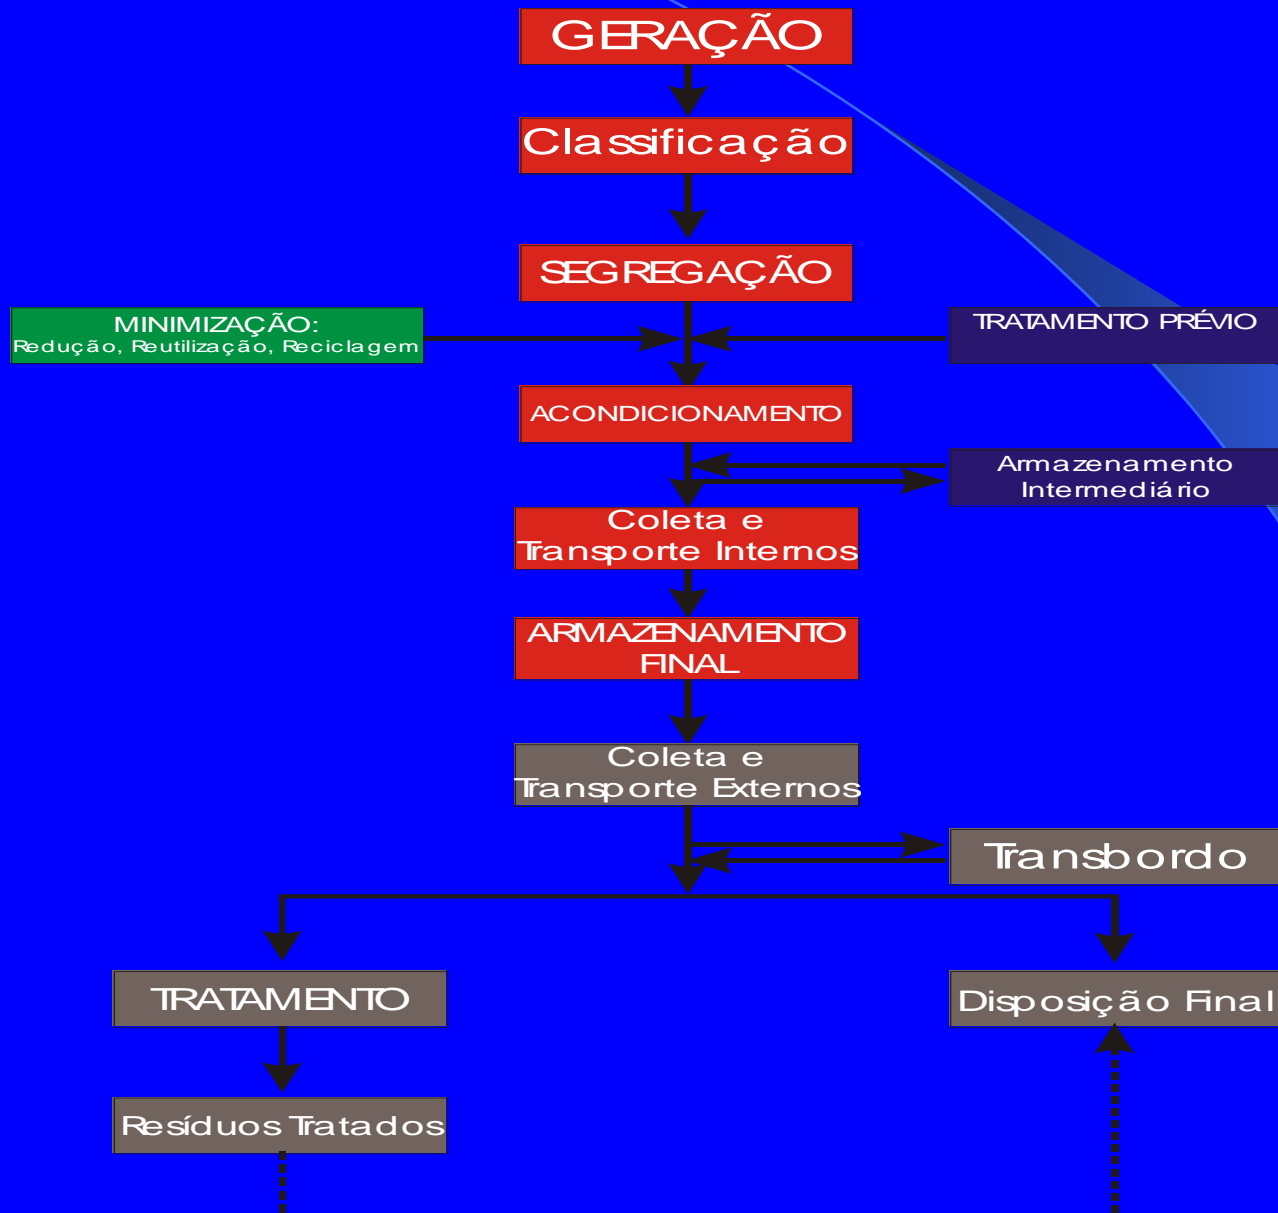 GERAÇÃO
Classificação
SEGREGAÇÃO
MINIMIZAÇÃO:
Redução, Reutilização, Reciclagem
TRATAMENTO PRÉVIO
ACONDICIONAMENTO
Armazenamento
Intermediário
Coleta e
Transporte Internos
ARMAZENAMENTO
FINAL
Coleta e
Transporte Externos
Transbordo
TRATAMENTO
Disposição Final
Resíduos Tratados